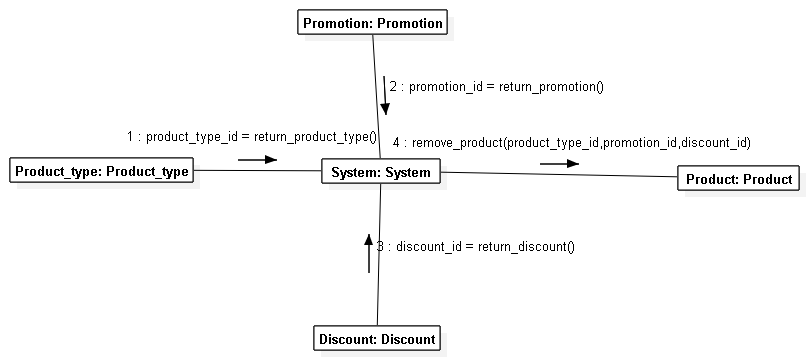 Promotion: Promotion
2 : promotion_id = return_promotion()
1 : product_type_id = return_product_type()
4 : remove_product(product_type_id,promotion_id,discount_id)
Product_type: Product_type
System: System
Product: Product
3 : discount_id = return_discount()
Discount: Discount